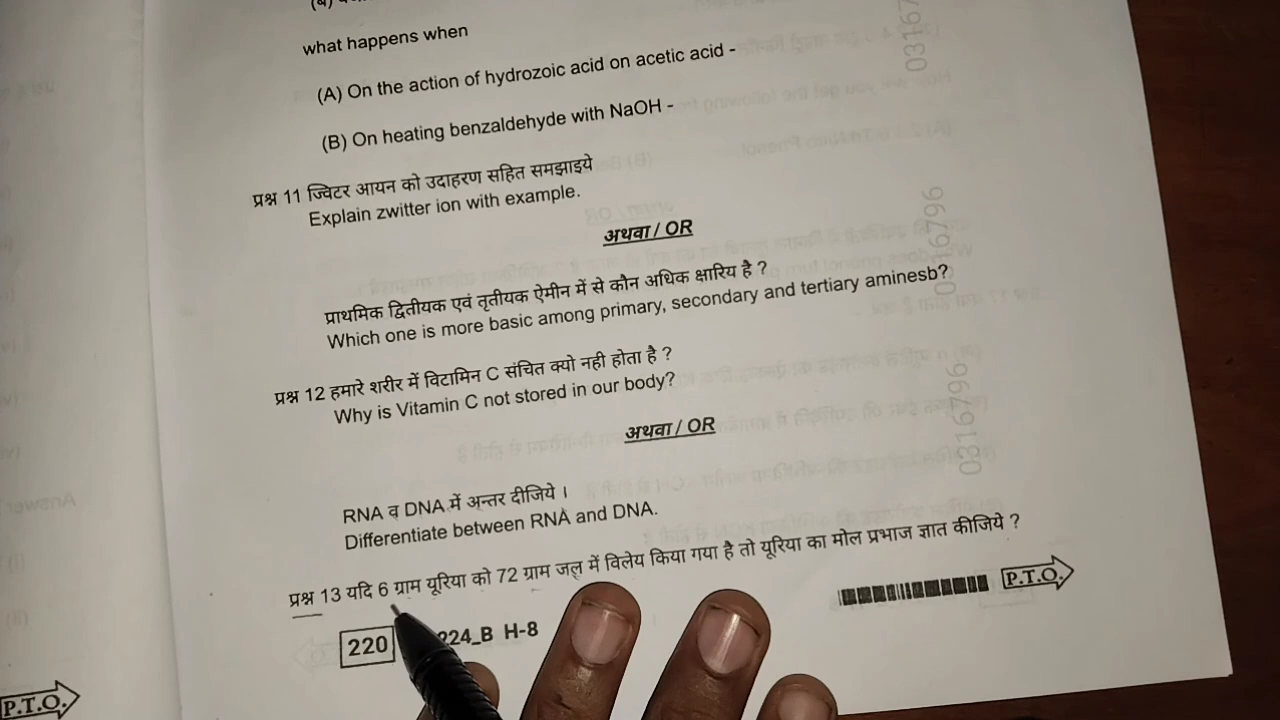 what happens when
(A) On the action of hydrozoic acid on acetic acid -
(B) On heating benzaldehyde with NaOH -
प्रश्न 11 ज्विटर आयन को उदाहरण सहित समझाइये
Explain zwitter ion with example.
अथवा / OR
प्राथमिक द्वितीयक एवं तृतीयक ऐमीन में से कौन अधिक क्षारिय है ?
Which one is more basic among primary, secondary and tertiary aminesb?
प्रश्न 12 हमारे शरीर में विटामिन C संचित क्यो नही होता है ?
Why is Vitamin C not stored in our body?
अथवा / OR
RNA व DNA में अन्तर दीजिये ।
Differentiate between RNA and DNA.
प्रश्न 13 यदि 6 ग्राम यूरिया को 72 ग्राम जल में विलेय किया गया है तो यूरिया का मोल प्रभाज ज्ञात कीजिये ?
220
224_B H-8
P.T.O.
P.T.O.
03167
0316796
0316796